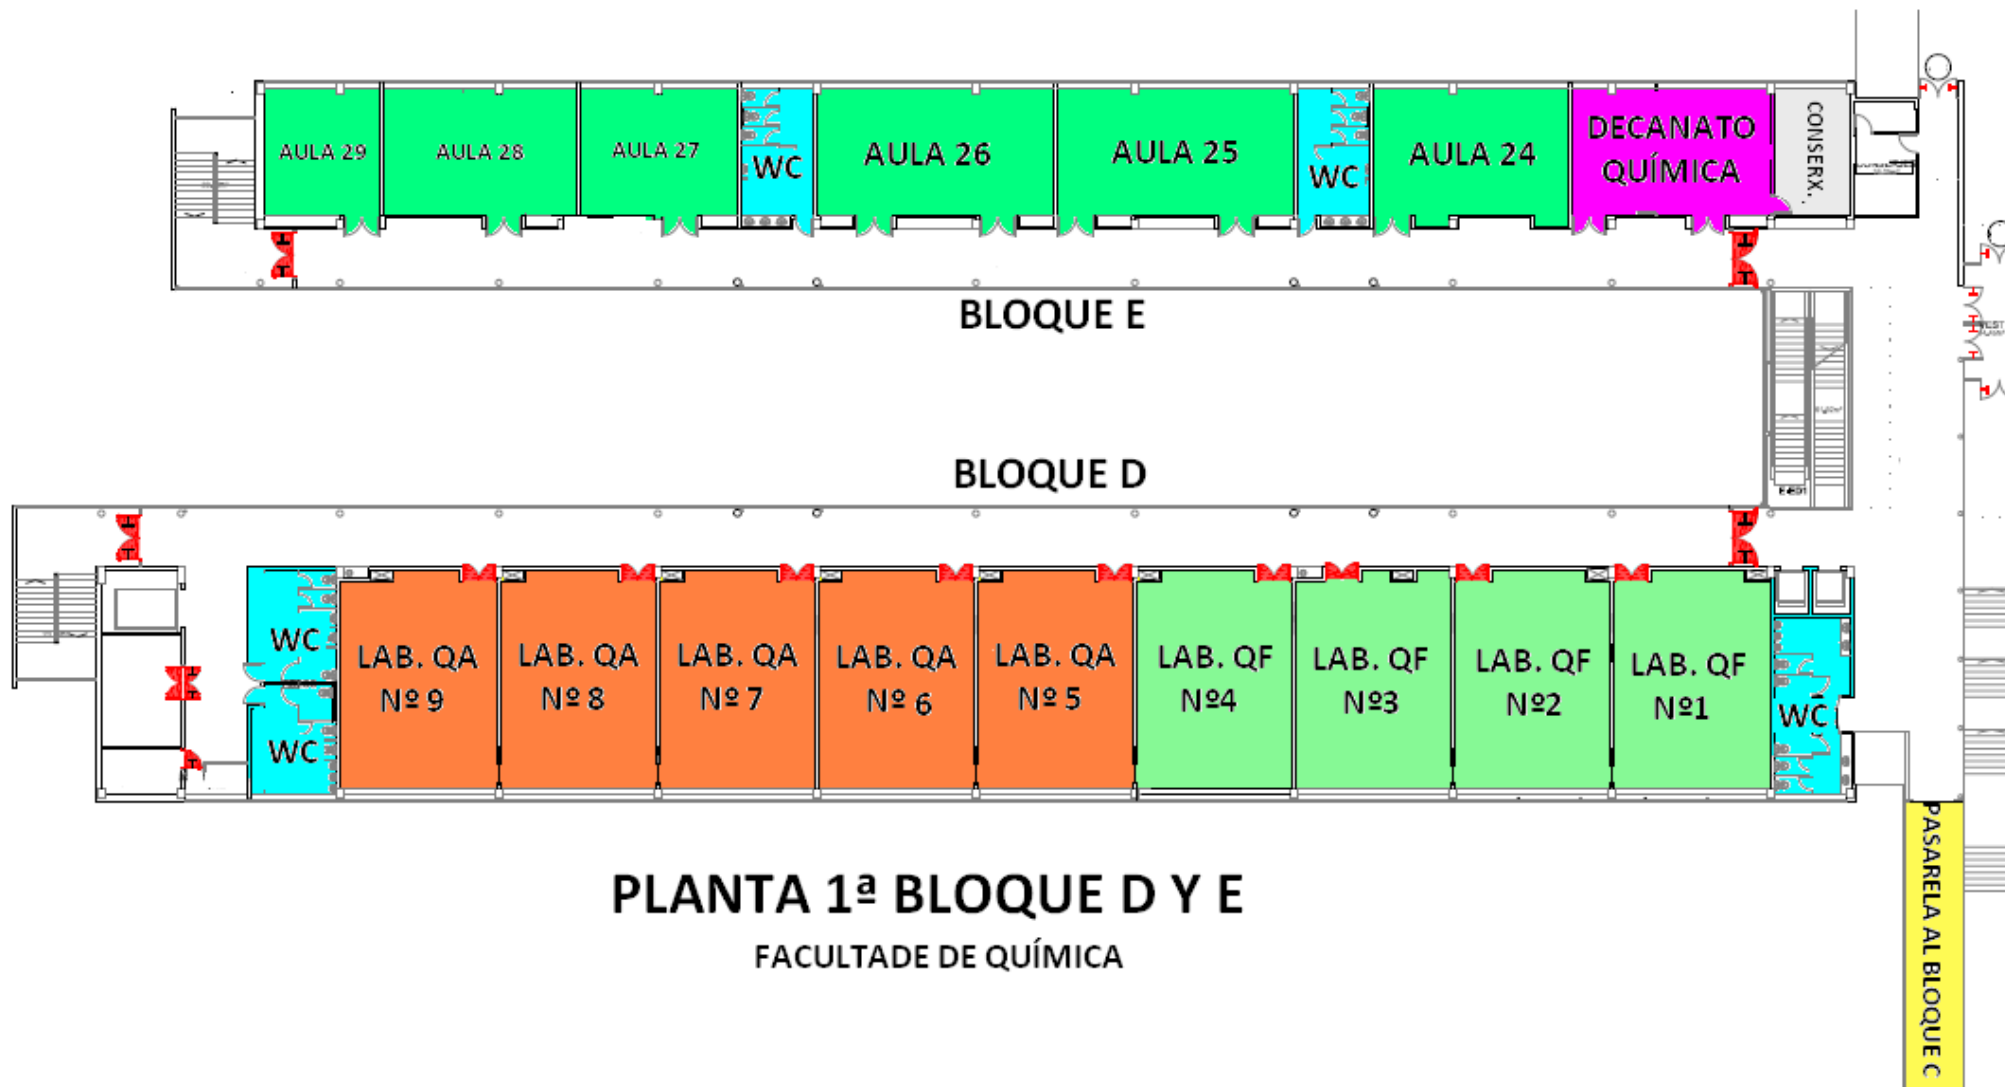 AULA 29
AULA 28
AULA 27
WC
AULA 26
AULA 25
WC
AULA 24
DECANATO
QUÍMICA
CONSERX.
BLOQUE E
BLOQUE D
WC
WC
LAB. QA
Nº 9
LAB. QA
Nº 8
LAB. QA
Nº 7
LAB. QA
Nº 6
LAB. QA
Nº 5
LAB. QF
Nº4
LAB. QF
Nº3
LAB. QF
Nº2
LAB. QF
Nº1
WC
PASARELA AL BLOQUE C
PLANTA 1ª BLOQUE D Y E
FACULTADE DE QUÍMICA